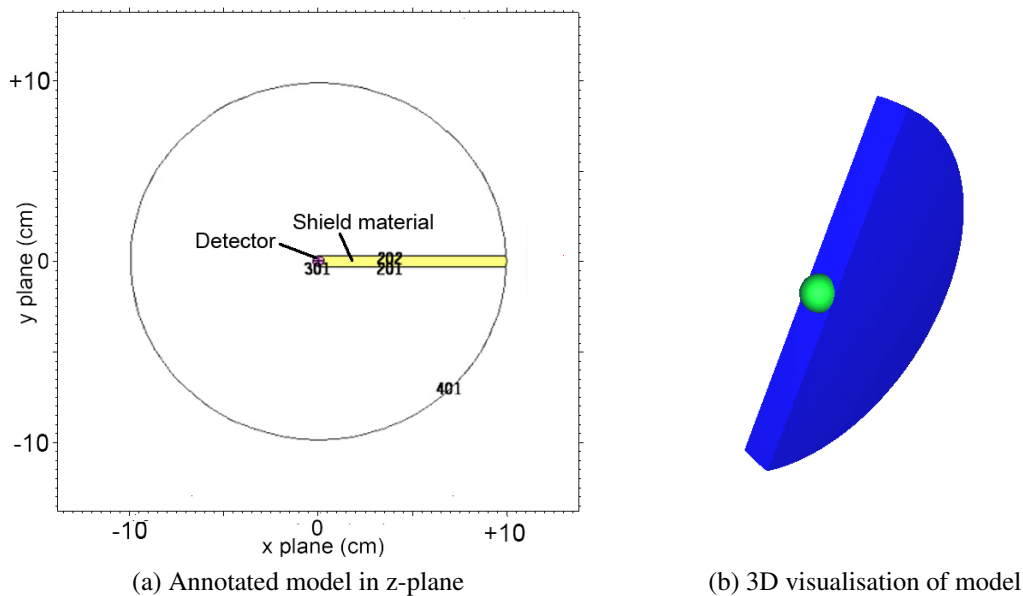 +10
Shield material
Detector
202
0
301
201
y plane (cm)
401
-10
-10
0
+10
x plane (cm)
(a) Annotated model in z-plane
(b) 3D visualisation of model